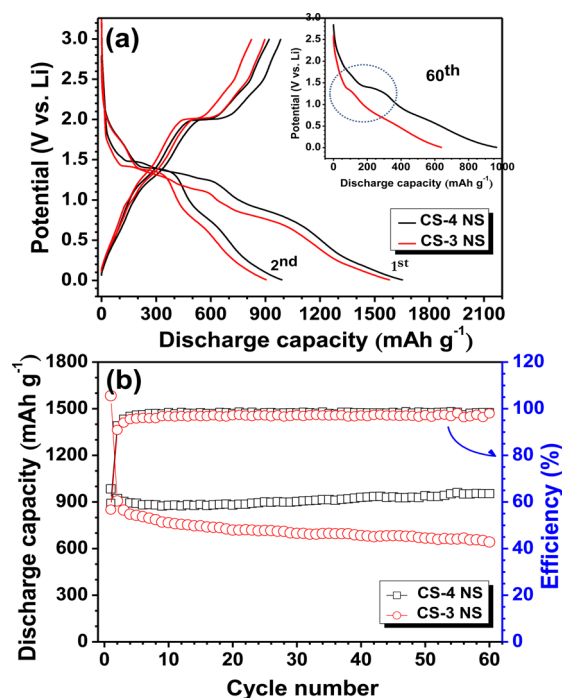 (a)
Potential (V vs. Li)
3.0
2.5
2.0
1.5
1.0
0.5
0.0
0 300 600 900 1200 1500 1800 2100
Discharge capacity (mAh g⁻¹)
2nd
1st
CS-4 NS
CS-3 NS
60th
Potential (V vs. Li)
3.0
2.5
2.0
1.5
1.0
0.5
0.0
0 200 400 600 800 1000
Discharge capacity (mAh g⁻¹)
(b)
Discharge capacity (mAh g⁻¹)
1800
1500
1200
900
600
300
0
0 10 20 30 40 50 60
Cycle number
120
100
80
60
40
20
0
Efficiency (%)
CS-4 NS
CS-3 NS